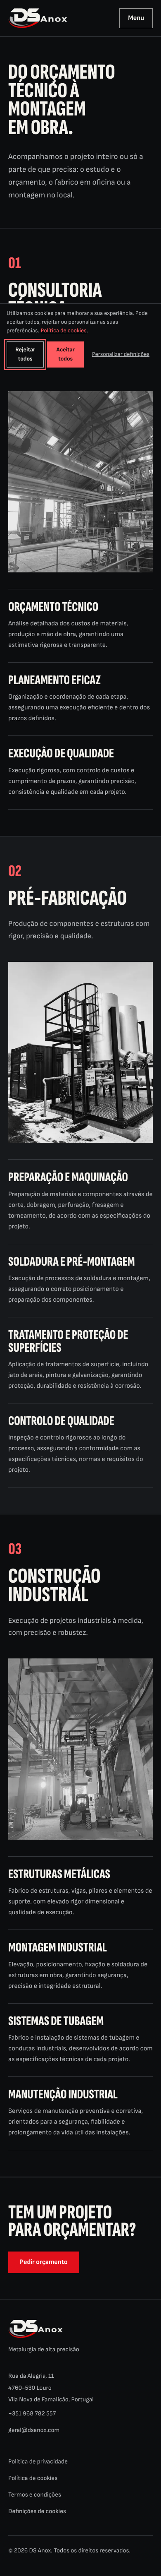 DS Anox
Menu
DO ORÇAMENTO
TÉCNICO À
MONTAGEM
EM OBRA.
Acompanhamos o projeto inteiro ou só a
parte de que precisa: o estudo e o
orçamento, o fabrico em oficina ou a
montagem no local.
01
CONSULTORIA
Utilizamos cookies para melhorar a sua experiência. Pode
aceitar todos, rejeitar ou personalizar as suas
preferências. Política de cookies.
Rejeitar
todos
Aceitar
todos
Personalizar definições
ORÇAMENTO TÉCNICO
Análise detalhada dos custos de materiais,
produção e mão de obra, garantindo uma
estimativa rigorosa e transparente.
PLANEAMENTO EFICAZ
Organização e coordenação de cada etapa,
assegurando uma execução eficiente e dentro dos
prazos definidos.
EXECUÇÃO DE QUALIDADE
Execução rigorosa, com controlo de custos e
cumprimento de prazos, garantindo precisão,
consistência e qualidade em cada projeto.
02
PRÉ-FABRICAÇÃO
Produção de componentes e estruturas com
rigor, precisão e qualidade.
PREPARAÇÃO E MAQUINAÇÃO
Preparação de materiais e componentes através de
corte, dobragem, perfuração, fresagem e
torneamento, de acordo com as especificações do
projeto.
SOLDADURA E PRÉ-MONTAGEM
Execução de processos de soldadura e montagem,
assegurando o correto posicionamento e
preparação dos componentes.
TRATAMENTO E PROTEÇÃO DE
SUPERFÍCIES
Aplicação de tratamentos de superfície, incluindo
jato de areia, pintura e galvanização, garantindo
proteção, durabilidade e resistência à corrosão.
CONTROLO DE QUALIDADE
Inspeção e controlo rigorosos ao longo do
processo, assegurando a conformidade com as
especificações técnicas, normas e requisitos do
projeto.
03
CONSTRUÇÃO
INDUSTRIAL
Execução de projetos industriais à medida,
com precisão e robustez.
ESTRUTURAS METÁLICAS
Fabrico de estruturas, vigas, pilares e elementos de
suporte, com elevado rigor dimensional e
qualidade de execução.
MONTAGEM INDUSTRIAL
Elevação, posicionamento, fixação e soldadura de
estruturas em obra, garantindo segurança,
precisão e integridade estrutural.
SISTEMAS DE TUBAGEM
Fabrico e instalação de sistemas de tubagem e
condutas industriais, desenvolvidos de acordo com
as especificações técnicas de cada projeto.
MANUTENÇÃO INDUSTRIAL
Serviços de manutenção preventiva e corretiva,
orientados para a segurança, fiabilidade e
prolongamento da vida útil das instalações.
TEM UM PROJETO
PARA ORÇAMENTAR?
Pedir orçamento
DS Anox
Metalurgia de alta precisão
Rua da Alegria, 11
4760-530 Louro
Vila Nova de Famalicão, Portugal
+351 968 782 557
geral@dsanox.com
Política de privacidade
Política de cookies
Termos e condições
Definições de cookies
© 2026 DS Anox. Todos os direitos reservados.